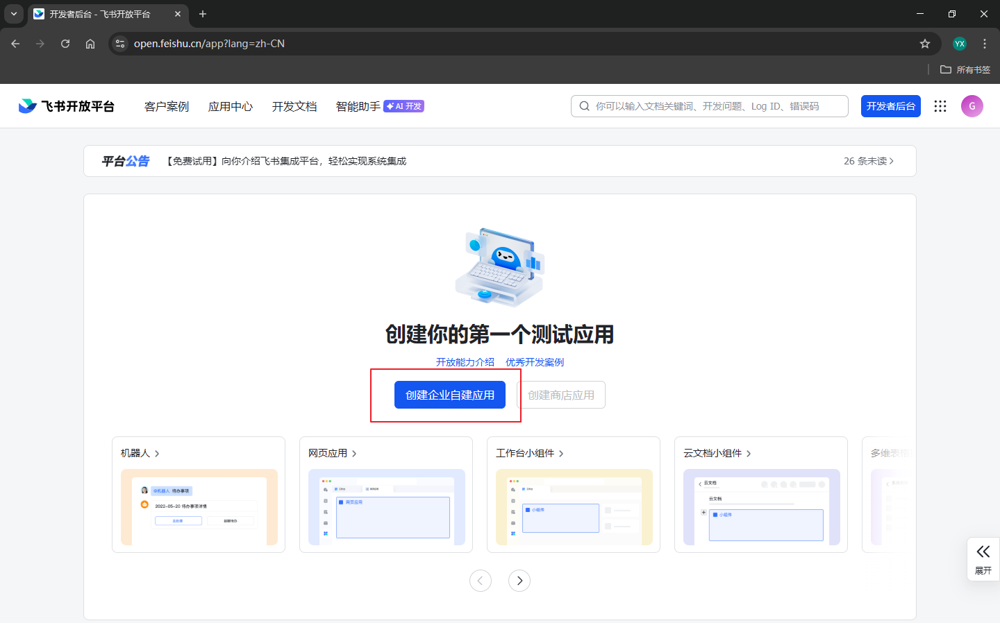 开发者后台 - 飞书开放平台
open.feishu.cn/app?lang=zh-CN
YX
所有书签
飞书开放平台
客户案例
应用中心
开发文档
智能助手
AI 开发
你可以输入文档关键词、开发问题、Log ID、错误码
开发者后台
G
平台公告
【免费试用】向你介绍飞书集成平台，轻松实现系统集成
26 条未读
创建你的第一个测试应用
开放能力介绍
优秀开发案例
创建企业自建应用
创建商店应用
机器人
@机器人 待办事项
2022-05-20 待办事项详情
网页应用
网页应用
工作台小组件
小组件
云文档小组件
云文档
云文档
小组件
多维表格
展开